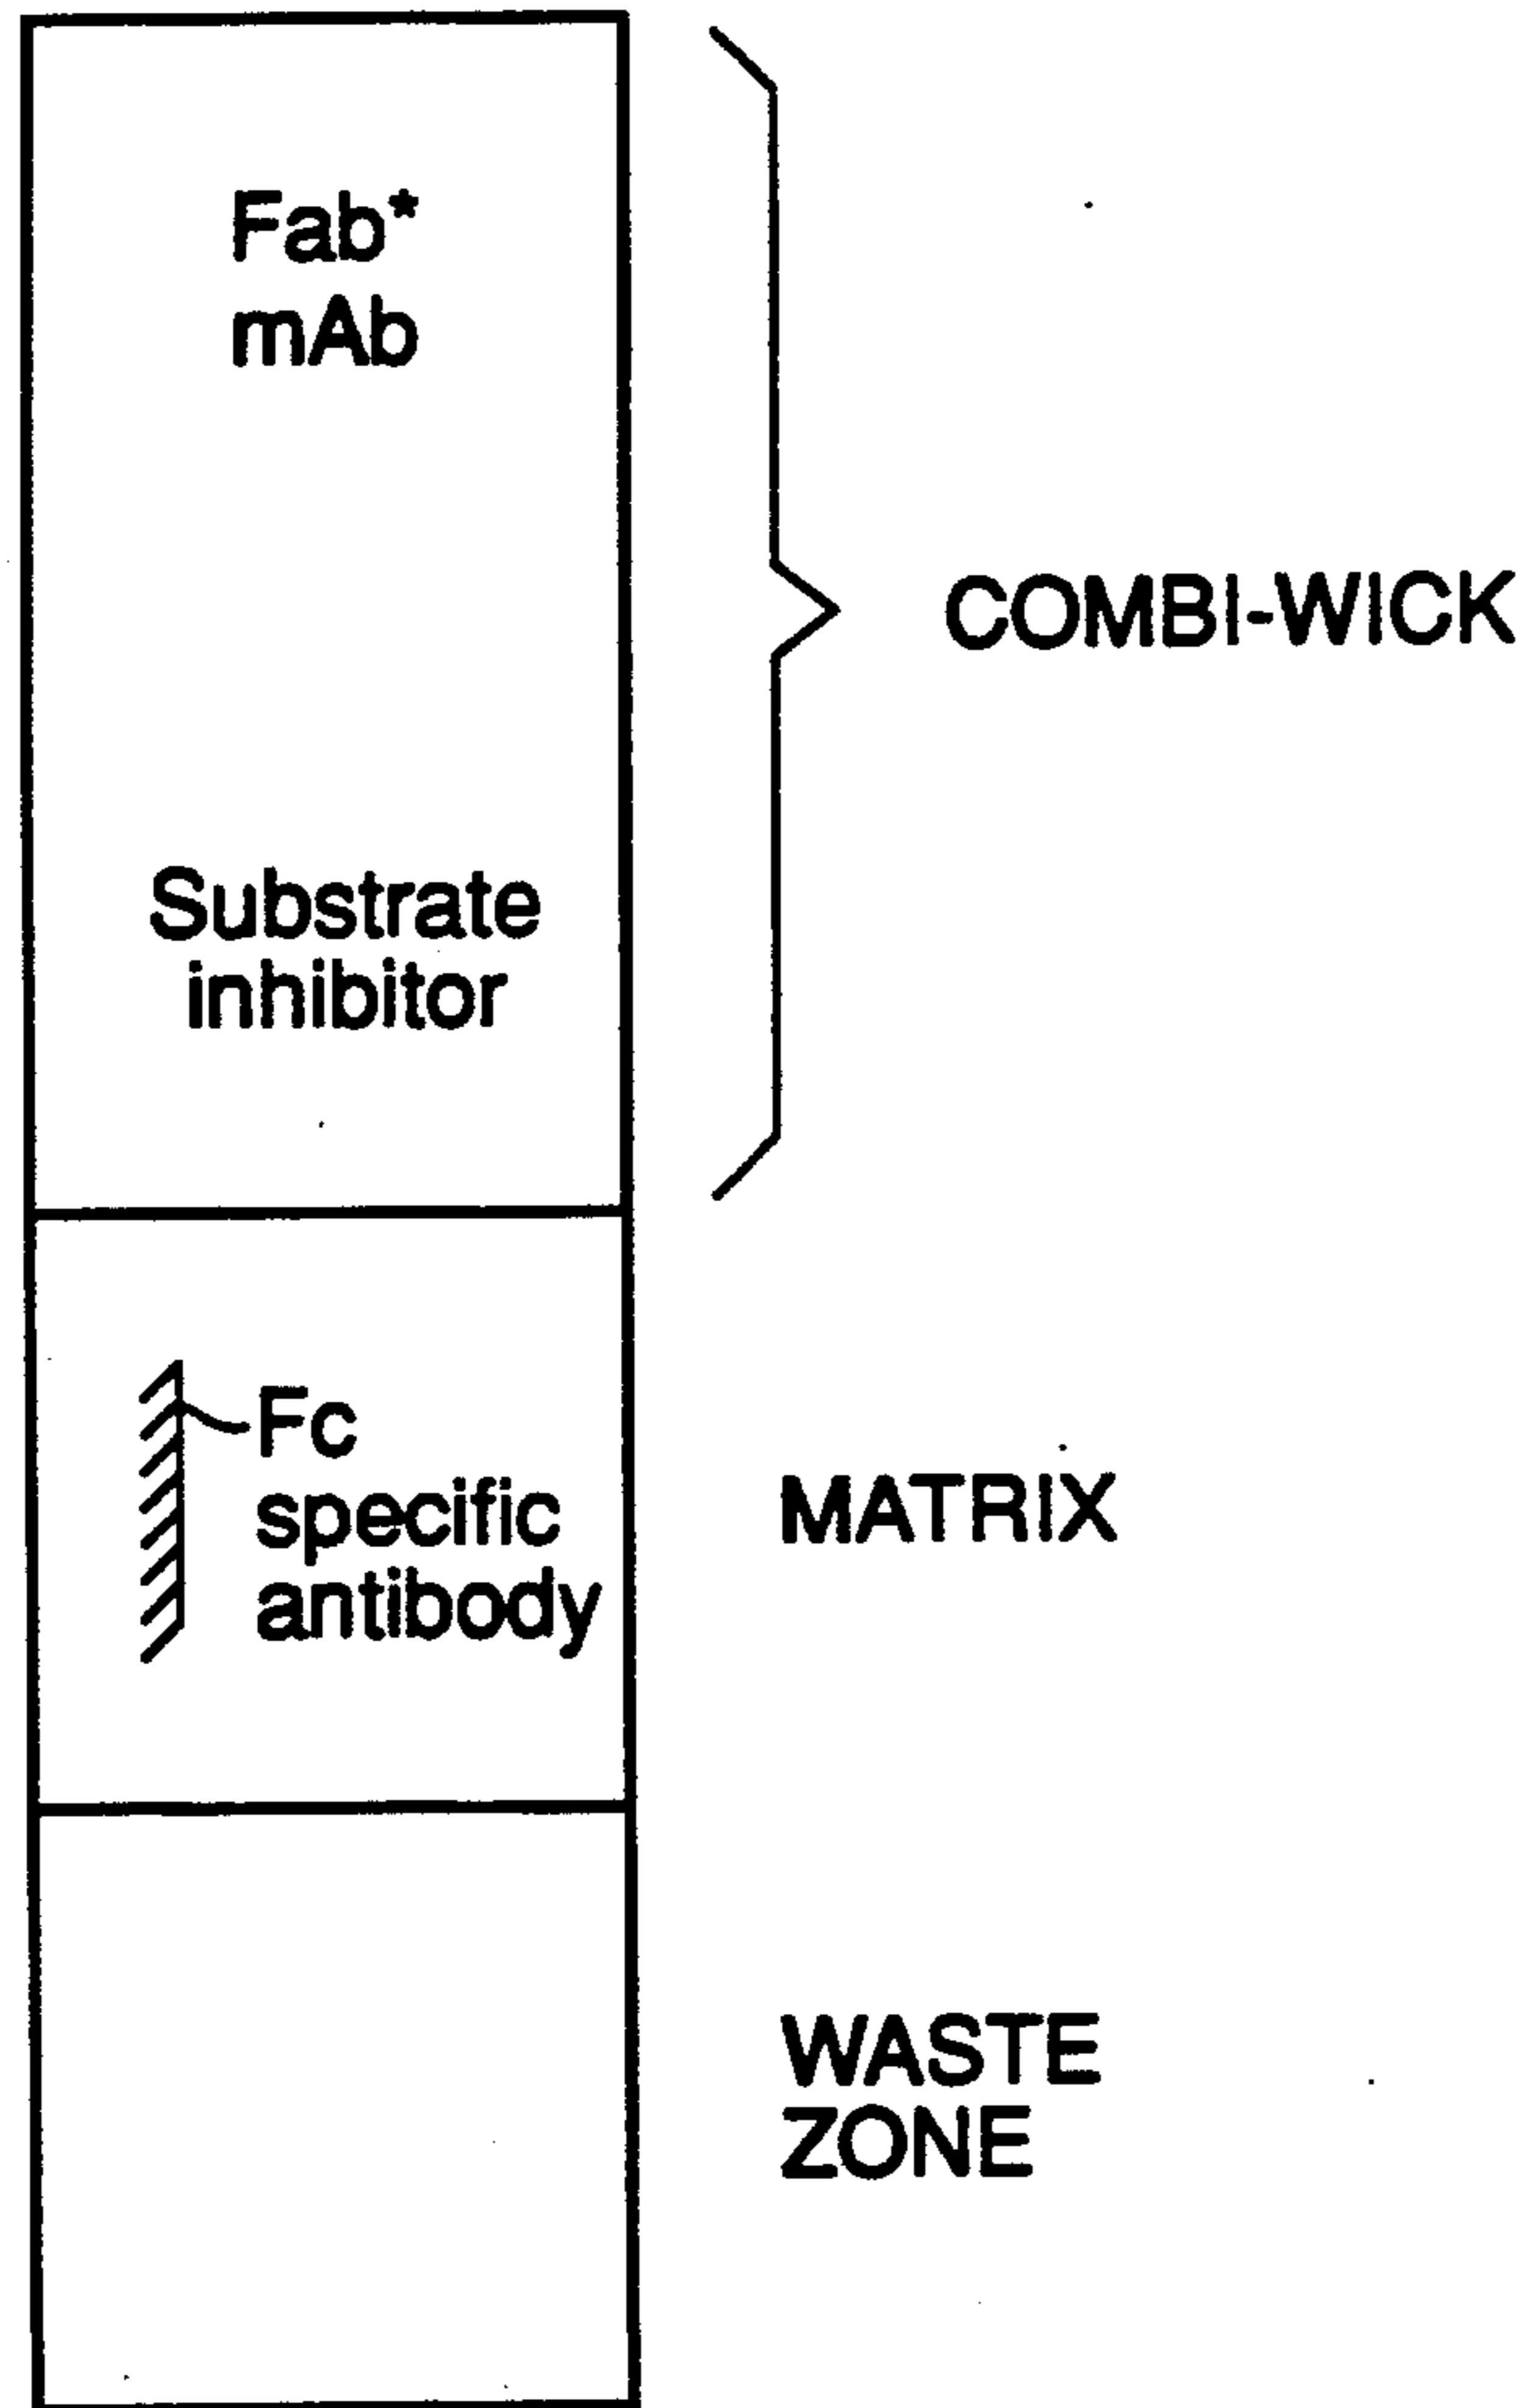 Fab*
mAb
COMBI-WICK
Substrate
inhibitor
Fc
specific
antibody
MATRIX
WASTE
ZONE